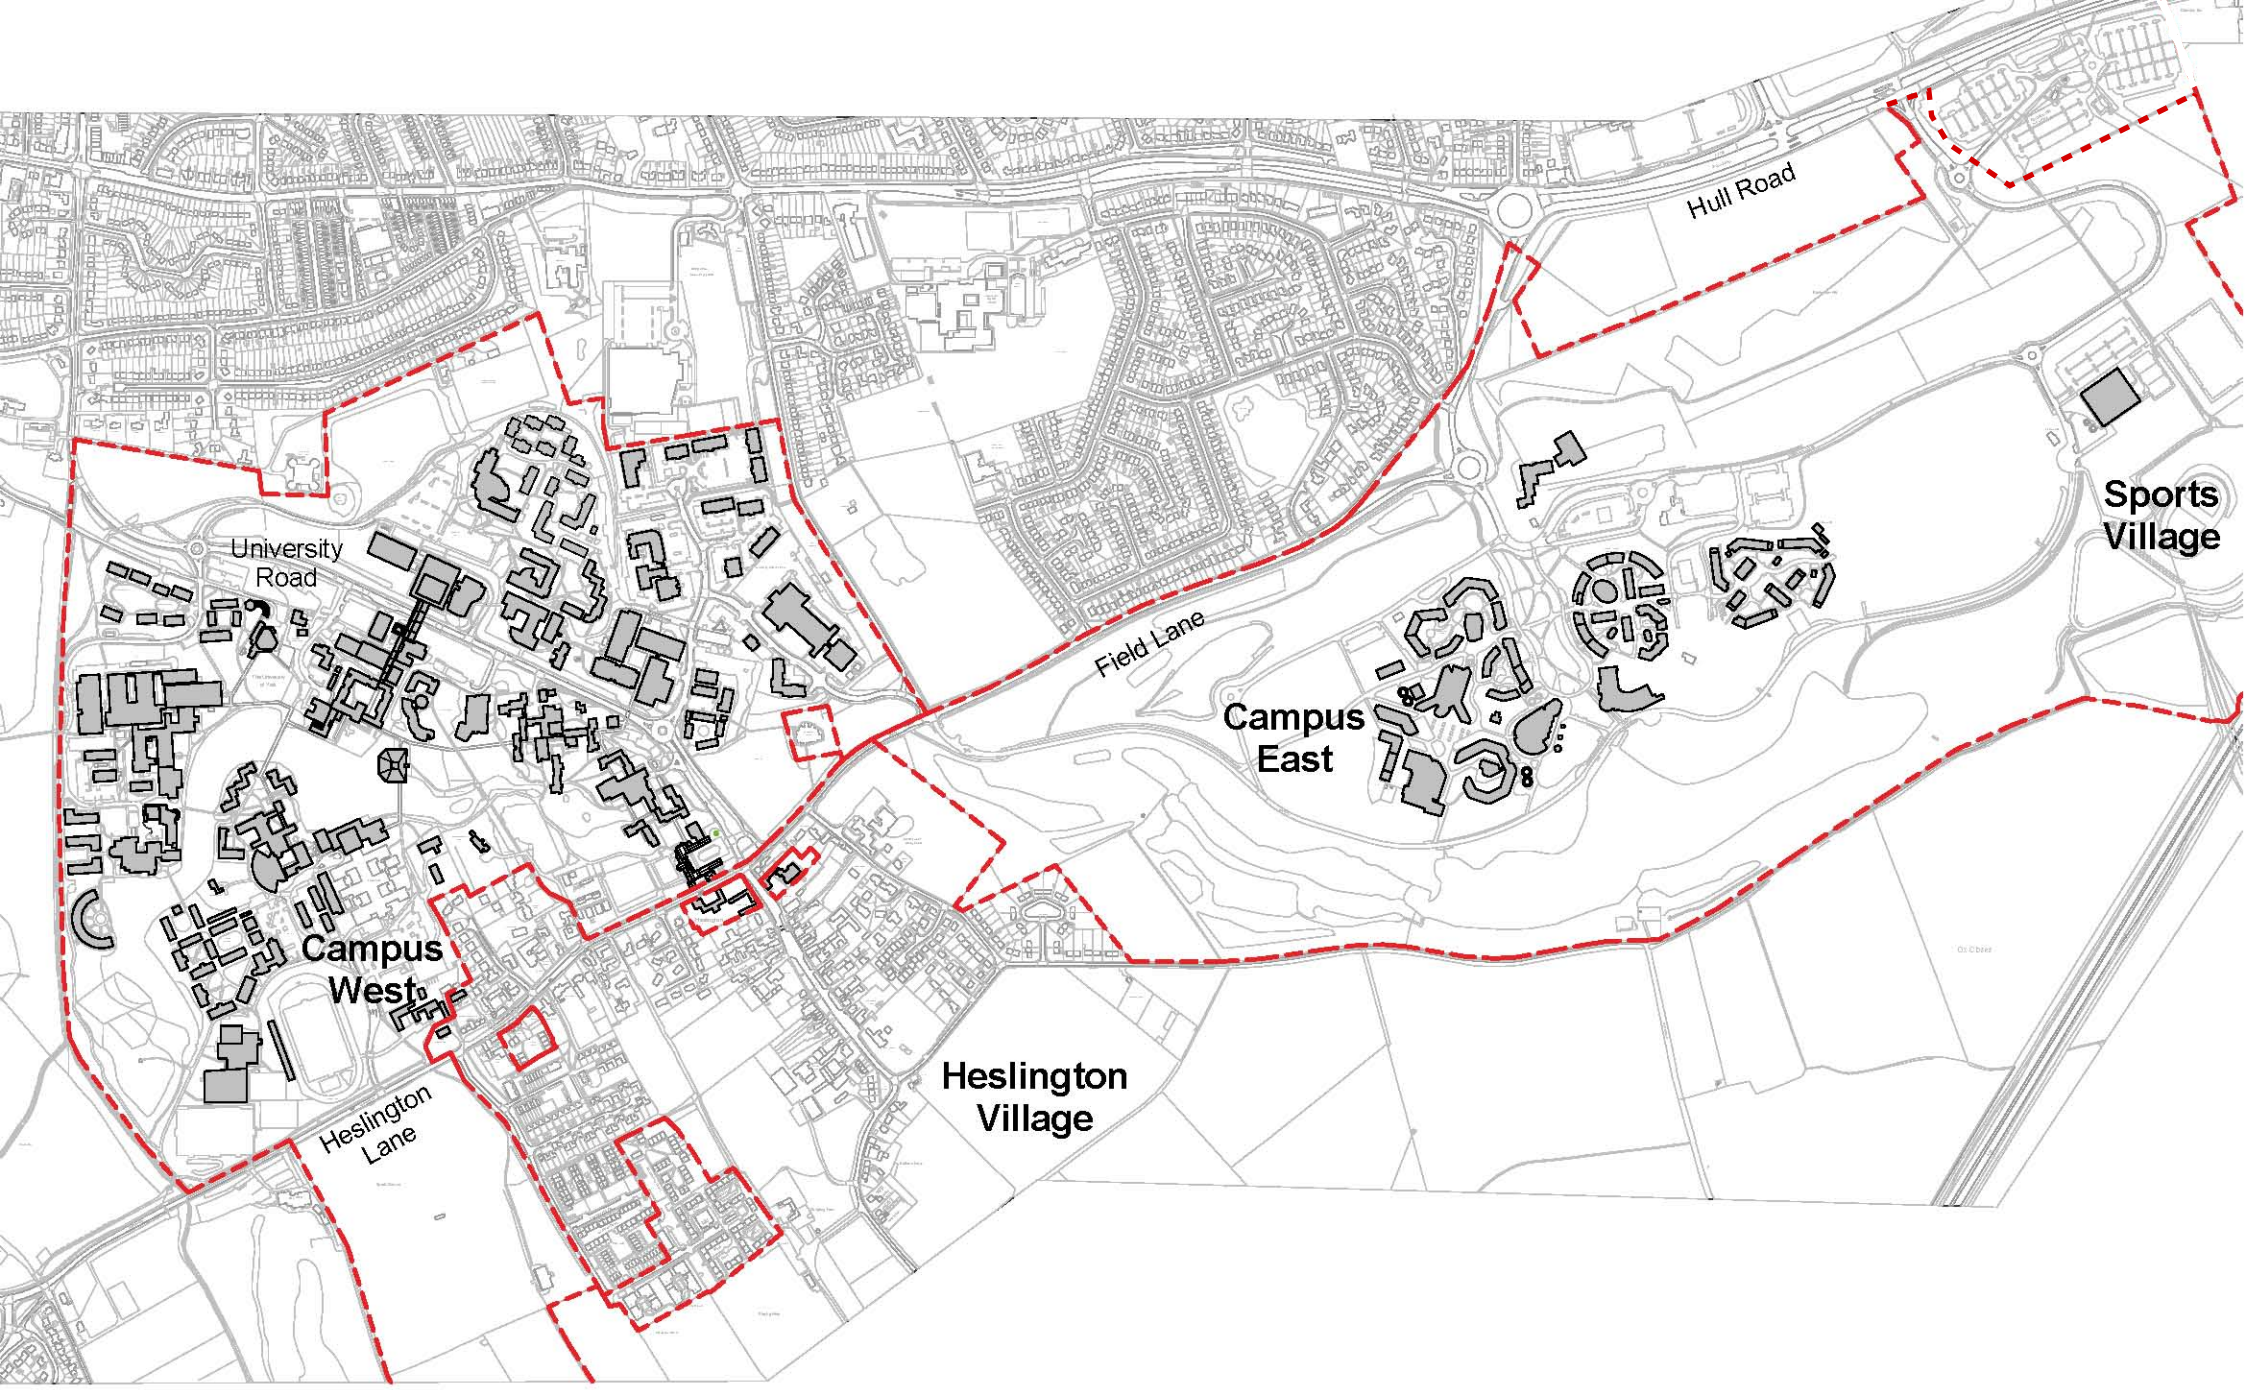 Hull Road
Sports
Village
University
Road
Field Lane
Campus
East
Campus
West
Heslington
Village
Heslington
Lane